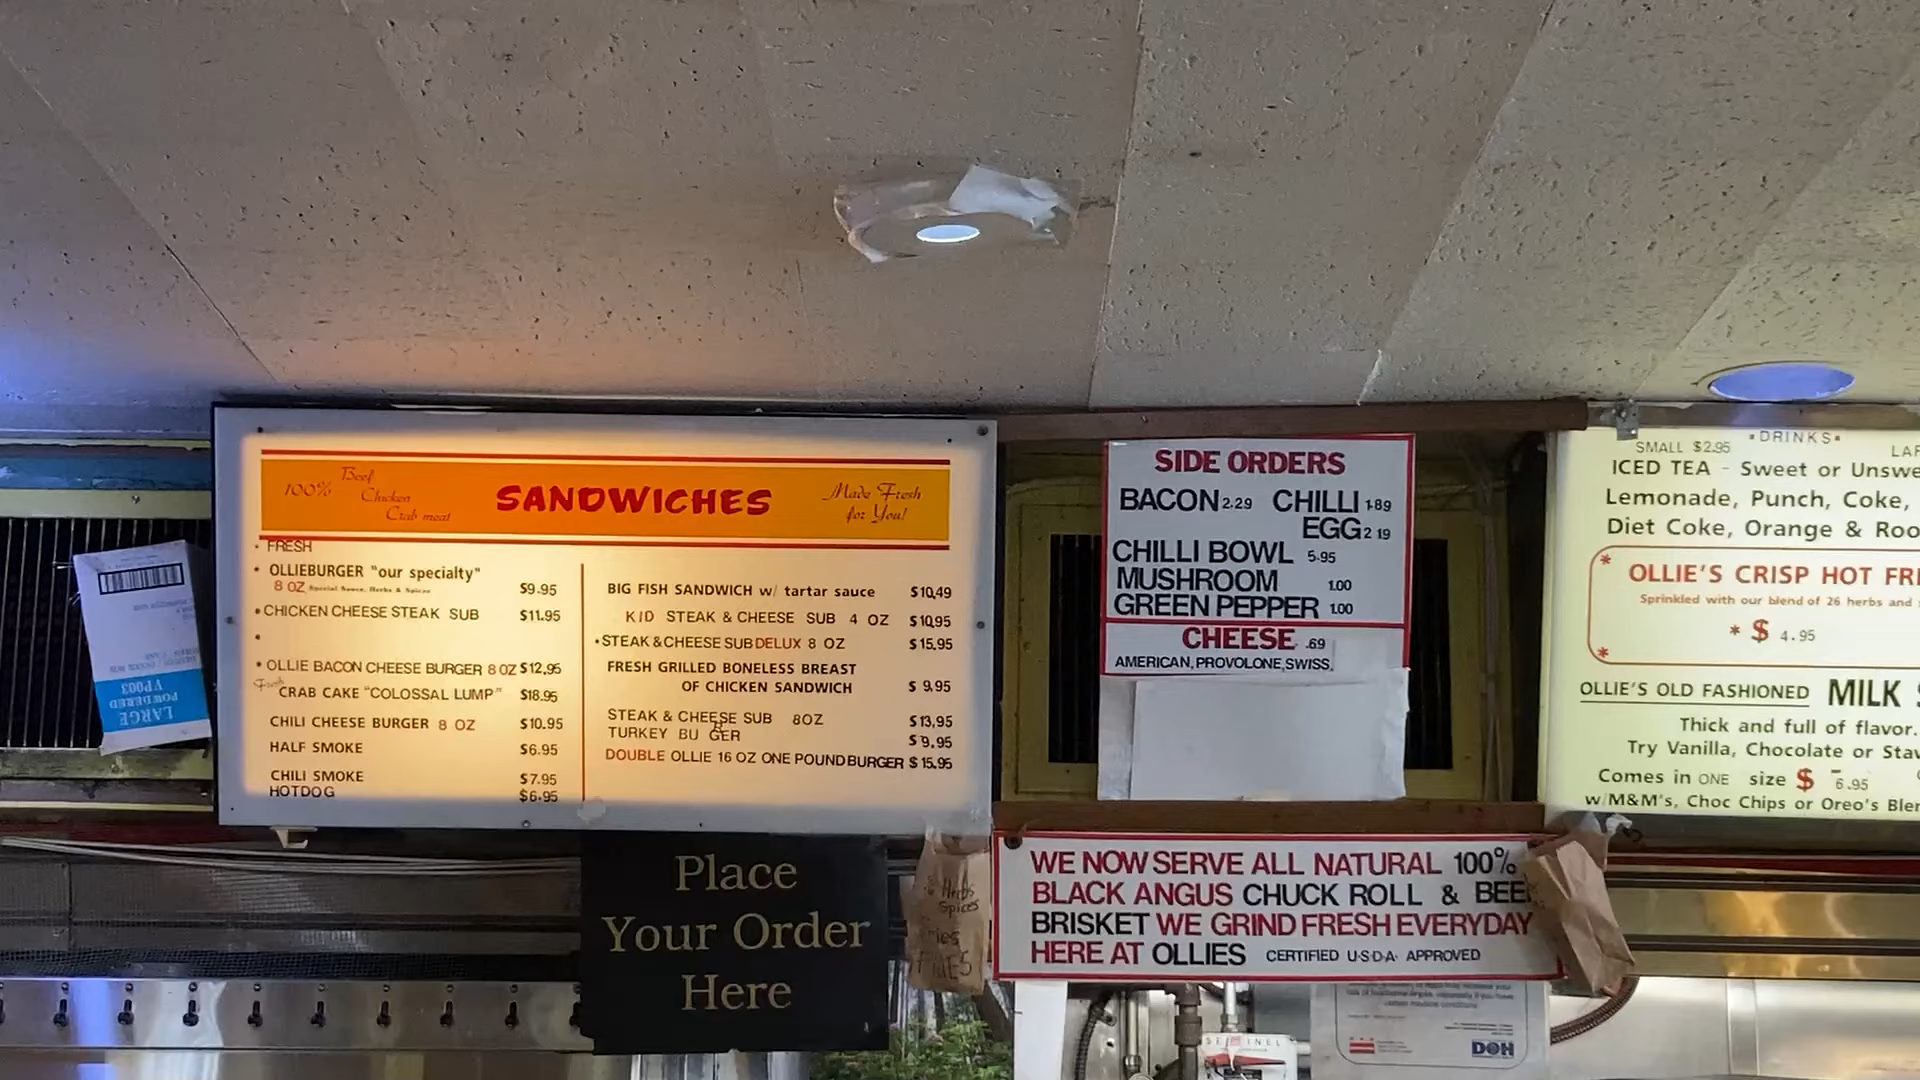 100% Beef
Chicken
Crab meat
SANDWICHES
Made Fresh
for You!
• FRESH
• OLLIEBURGER "our specialty"
8 OZ Special Sauce, Herbs & Spices $9.95
• CHICKEN CHEESE STEAK SUB $11.95
•
• OLLIE BACON CHEESE BURGER 8 OZ $12.95
Fresh CRAB CAKE "COLOSSAL LUMP" $18.95
CHILI CHEESE BURGER 8 OZ $10.95
HALF SMOKE $6.95
CHILI SMOKE $7.95
HOTDOG $6.95
BIG FISH SANDWICH w/ tartar sauce $10.49
KID STEAK & CHEESE SUB 4 OZ $10.95
• STEAK & CHEESE SUB DELUX 8 OZ $15.95
FRESH GRILLED BONELESS BREAST
OF CHICKEN SANDWICH $9.95
STEAK & CHEESE SUB 8OZ $13.95
TURKEY BURGER $9.95
DOUBLE OLLIE 16 OZ ONE POUND BURGER $15.95
SIDE ORDERS
BACON 2.29 CHILLI 1.89
EGG 2.19
CHILLI BOWL 5.95
MUSHROOM 1.00
GREEN PEPPER 1.00
CHEESE .69
AMERICAN, PROVOLONE, SWISS,
DRINKS
SMALL $2.95
ICED TEA - Sweet or
Lemonade, Punch, Coke,
Diet Coke, Orange &
OLLIE'S CRISP HOT
Sprinkled with our blend of 26 herbs and
* $ 4.95
OLLIE'S OLD FASHIONED MILK
Thick and full of flavor.
Try Vanilla, Chocolate or
Comes in ONE size $ 6.95
w/M&M's, Choc Chips or Oreo's
Place
Your Order
Here
Herbs
Spices
WE NOW SERVE ALL NATURAL 100%
BLACK ANGUS CHUCK ROLL & BEE
BRISKET WE GRIND FRESH EVERYDAY
HERE AT OLLIES CERTIFIED U.S.D.A. APPROVED
LARGE
POWDERED
VP003
DOH